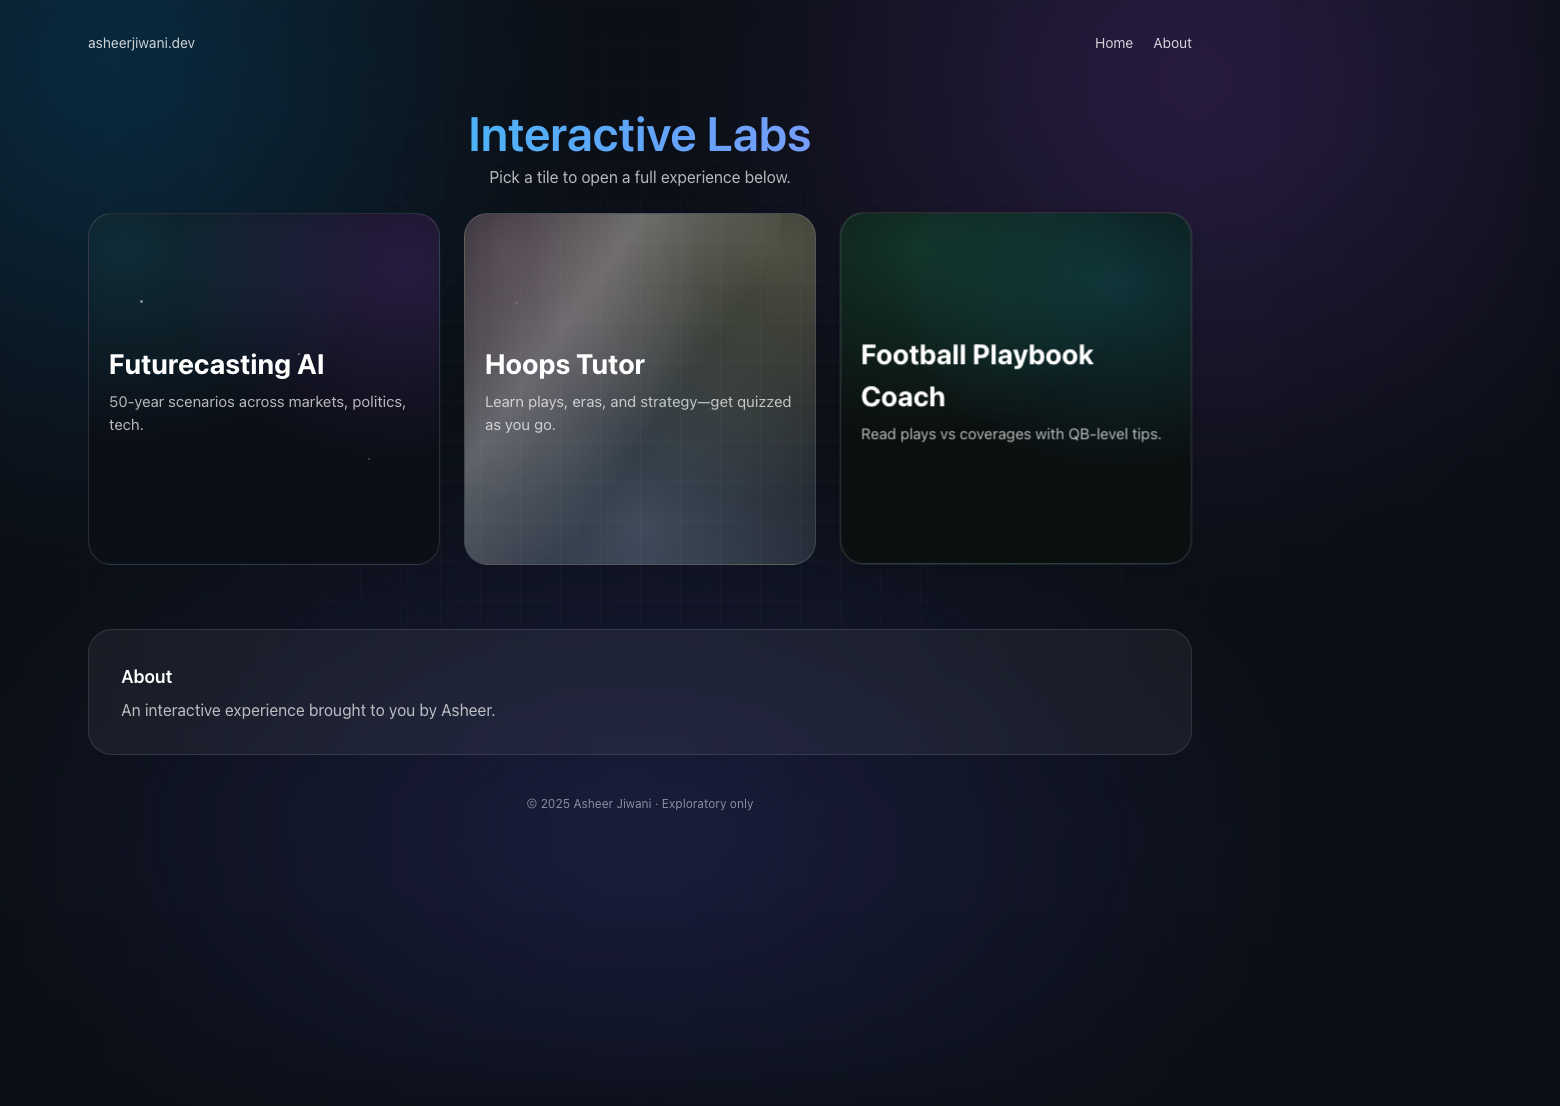 asheerjiwani.dev
Home About
Interactive Labs
Pick a tile to open a full experience below.
Futurecasting AI
50-year scenarios across markets, politics,
tech.
Hoops Tutor
Learn plays, eras, and strategy—get quizzed
as you go.
Football Playbook
Coach
Read plays vs coverages with QB-level tips.
About
An interactive experience brought to you by Asheer.
© 2025 Asheer Jiwani · Exploratory only